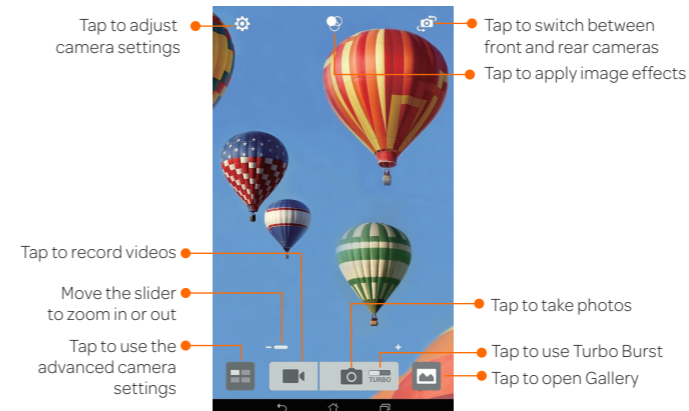 Tap to adjust
camera settings
Tap to switch between
front and rear cameras
Tap to apply image effects
Tap to record videos
Move the slider
to zoom in or out
Tap to use the
advanced camera
settings
- +
TURBO
Tap to take photos
Tap to use Turbo Burst
Tap to open Gallery